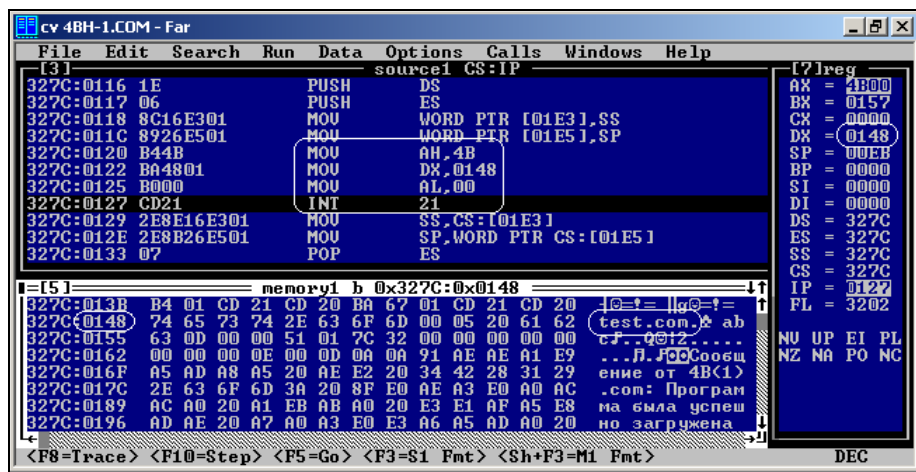 cv 4BH-1.COM - Far
File Edit Search Run Data Options Calls Windows Help
[3] source1 CS:IP [7]reg
327C:0116 1E PUSH DS
327C:0117 06 PUSH ES
327C:0118 8C16E301 MOV WORD PTR [01E3],SS
327C:011C 8926E501 MOV WORD PTR [01E5],SP
327C:0120 B44B MOV AH,4B
327C:0122 BA4801 MOV DX,0148
327C:0125 B000 MOV AL,00
327C:0127 CD21 INT 21
327C:0129 2E8E16E301 MOV SS,CS:[01E3]
327C:012E 2E8B26E501 MOV SP,WORD PTR CS:[01E5]
327C:0133 07 POP ES
AX = 4B00
BX = 0157
CX = 0000
DX = 0148
SP = 00EB
BP = 0000
SI = 0000
DI = 0000
DS = 327C
ES = 327C
SS = 327C
CS = 327C
IP = 0127
FL = 3202
NV UP EI PL
NZ NA PO NC
[5] memory1 b 0x327C:0x0148
327C:013B B4 01 CD 21 CD 20 BA 67 01 CD 21 CD 20
327C:0148 74 65 73 74 2E 63 6F 6D 00 05 20 61 62 test.com. ab
327C:0155 63 0D 00 00 51 01 7C 32 00 00 00 00 00
327C:0162 00 00 00 0E 00 0D 0A 0A 91 AE AE A1 E9 Сообщ
327C:016F A5 AD A8 A5 20 AE E2 20 34 42 28 31 29 ение от 4B(1)
327C:017C 2E 63 6F 6D 3A 20 8F E0 AE A3 E0 A0 AC .com: Програм
327C:0189 AC A0 20 A1 EB AB A0 20 E3 E1 AF A5 E8 ма была успеш
327C:0196 AD AE 20 A7 A0 A3 E0 E3 A6 A5 AD A0 20 но загружена
<F8=Trace> <F10=Step> <F5=Go> <F3=S1 Fmt> <Sh+F3=M1 Fmt> DEC